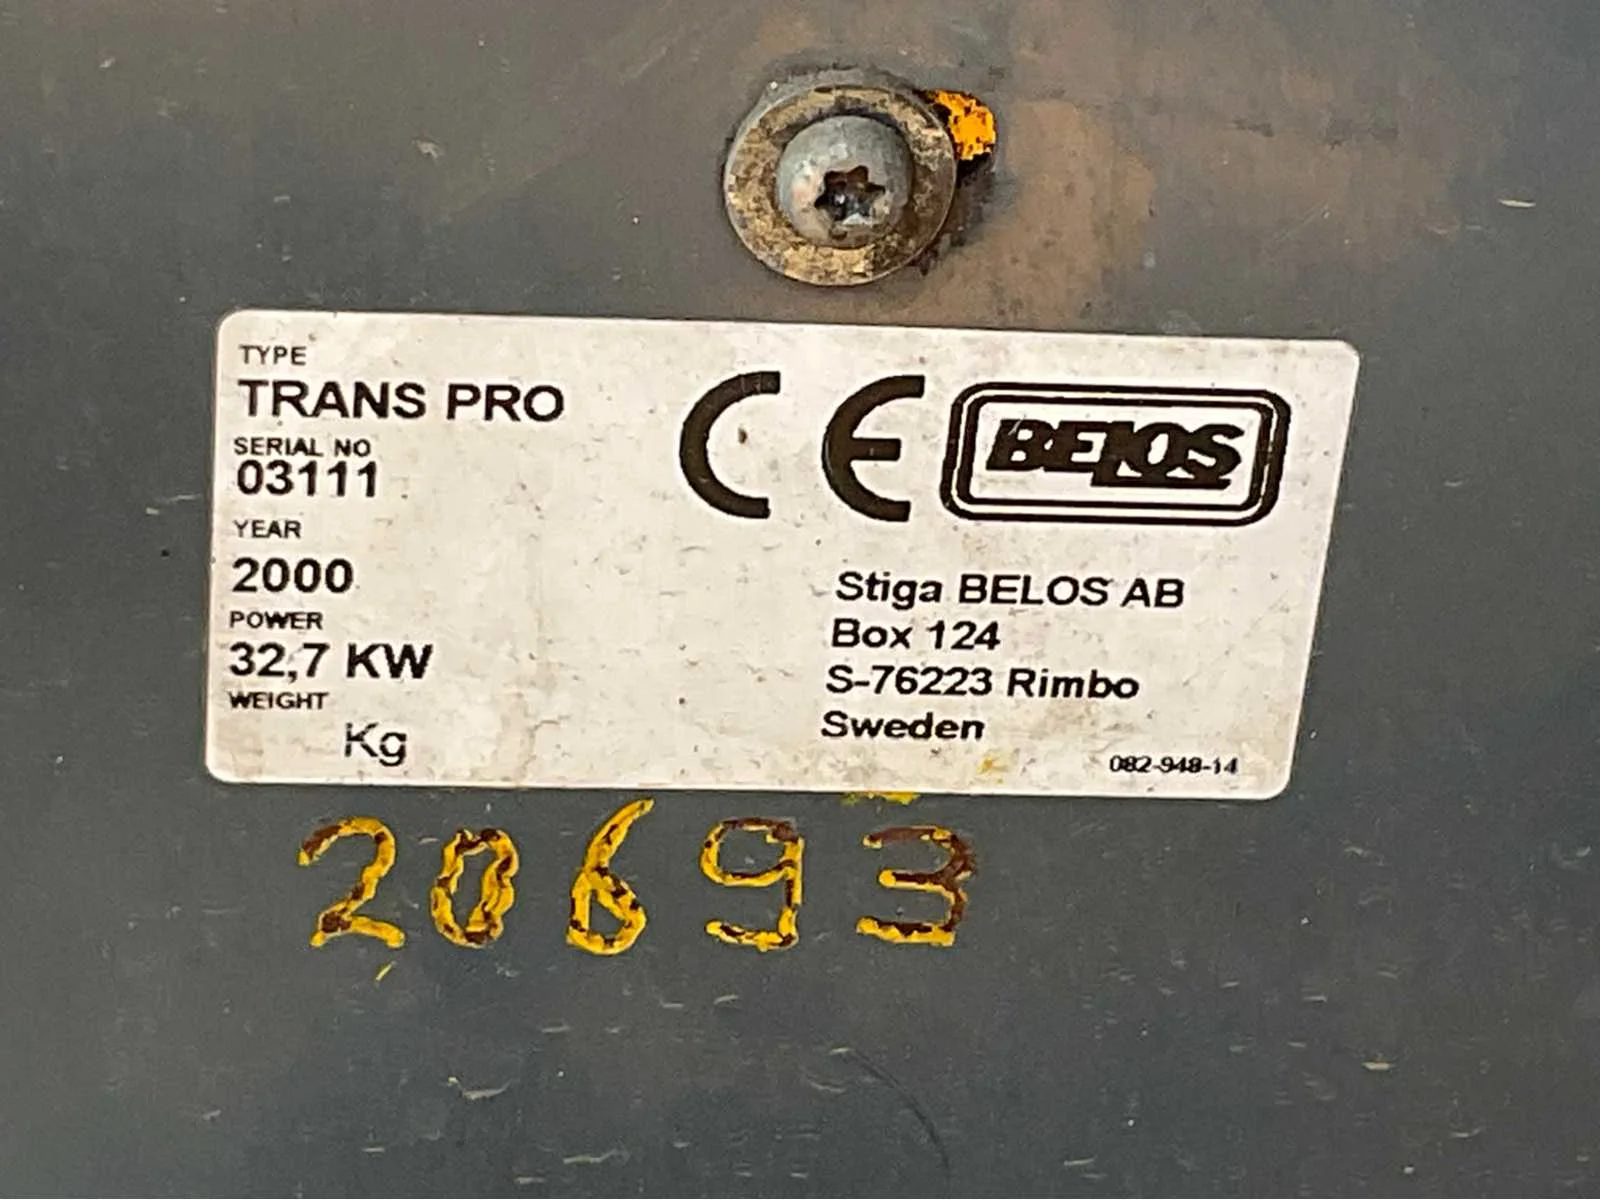 TYPE
TRANS PRO
SERIAL NO
03111
YEAR
2000
POWER
32,7 KW
WEIGHT
Kg
CE
BELOS
Stiga BELOS AB
Box 124
S-76223 Rimbo
Sweden
082-948-14
20693